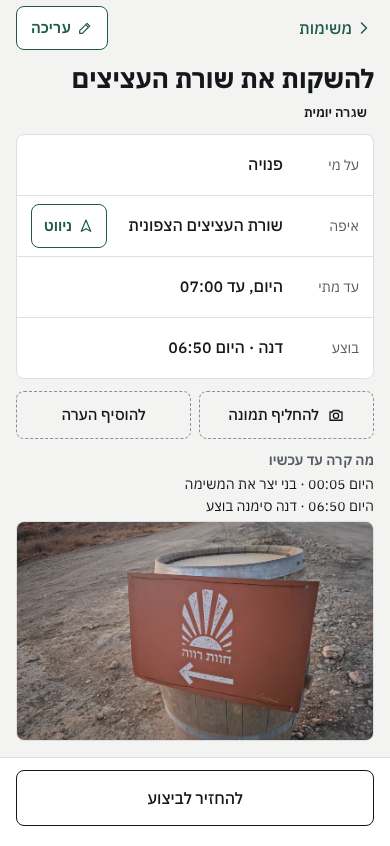 משימות
עריכה
להשקות את שורת העציצים
שגרה יומית
על מי פנויה
איפה שורת העציצים הצפונית ניווט
עד מתי היום, עד 07:00
בוצע דנה · היום 06:50
להחליף תמונה
להוסיף הערה
מה קרה עד עכשיו
היום 00:05 · בני יצר את המשימה
היום 06:50 · דנה סימנה בוצע
חוות רווה
להחזיר לביצוע